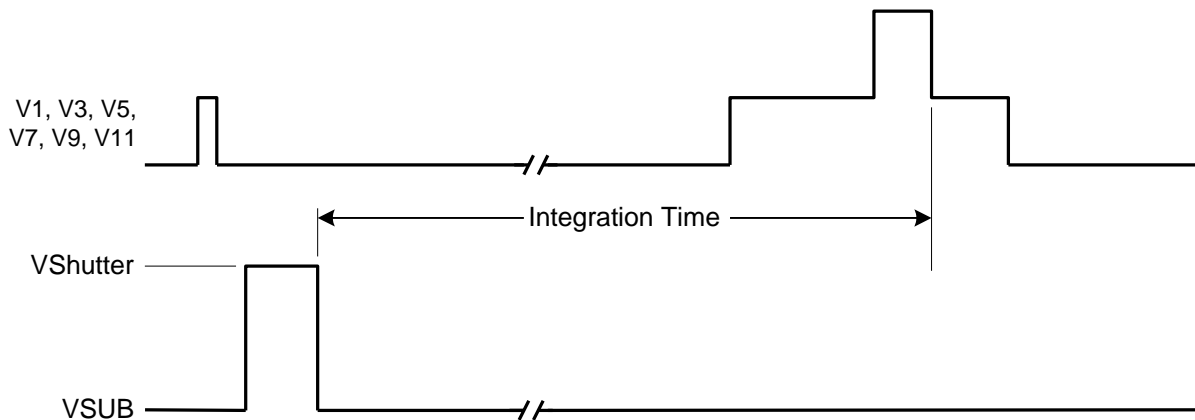 V1, V3, V5,
V7, V9, V11
Integration Time
VShutter
VSUB